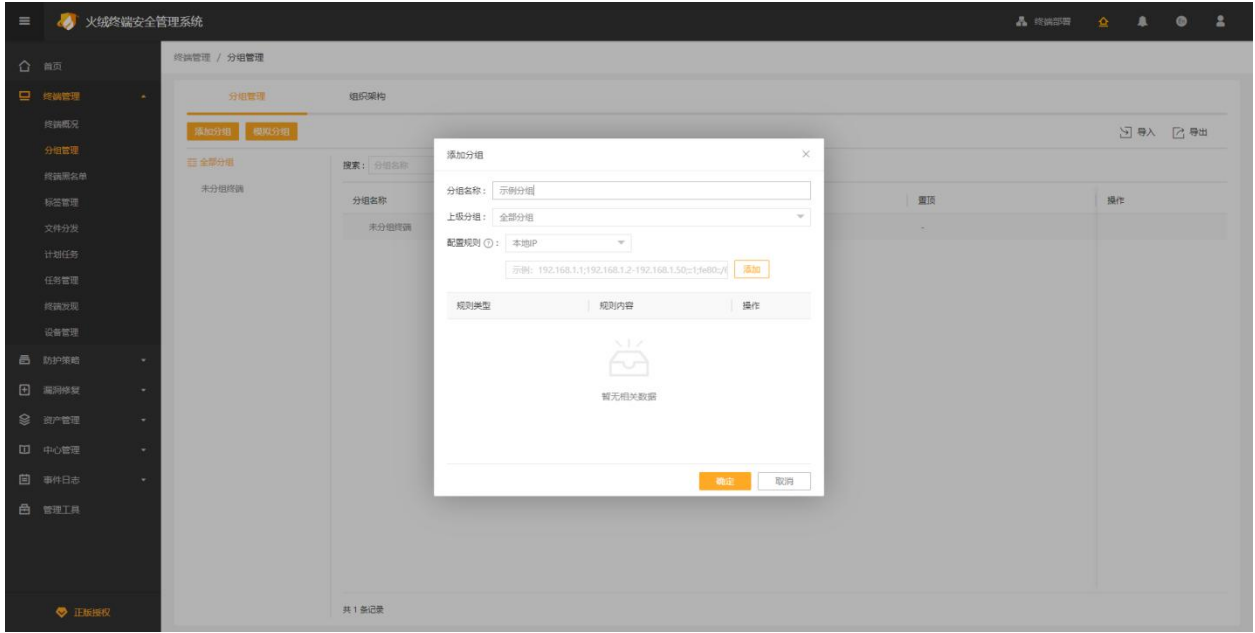 火绒终端安全管理系统
终端部署
首页
终端管理 / 分组管理
终端管理
终端概况
分组管理
终端黑名单
标签管理
文件分发
计划任务
任务管理
终端发现
设备管理
防护策略
漏洞修复
资产管理
中心管理
事件日志
管理工具
正版授权
分组管理 组织架构
添加分组 模拟分组
导入 导出
全部分组
未分组终端
搜索: 分组名称
分组名称 置顶 操作
未分组终端 -
添加分组
分组名称: 示例分组
上级分组: 全部分组
配置规则 ? : 本地IP
示例: 192.168.1.1;192.168.1.2-192.168.1.50;::1;fe80::/6 添加
规则类型 规则内容 操作
暂无相关数据
确定 取消
共 1 条记录